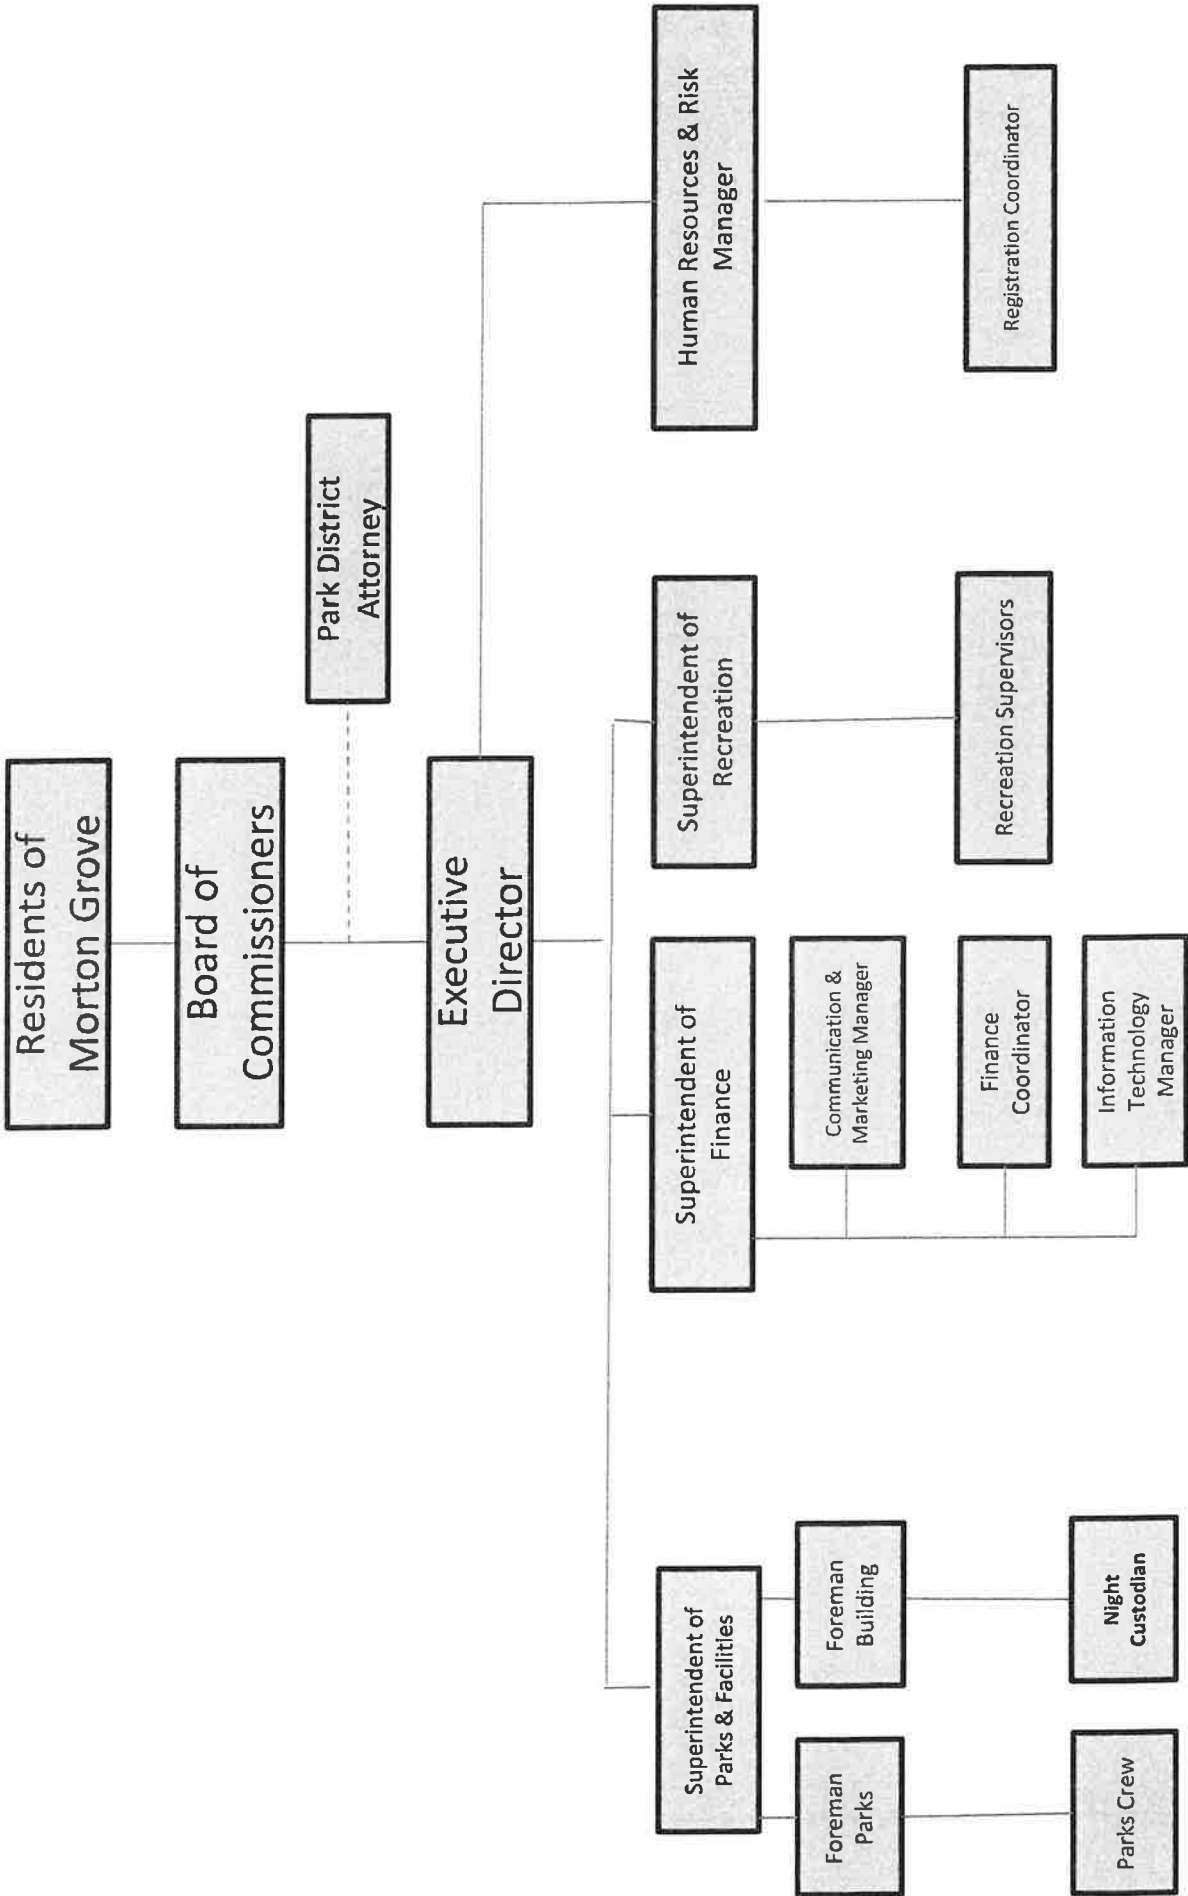 Residents of
Morton Grove
Board of
Commissioners
Park District
Attorney
Executive
Director
Superintendent of
Parks & Facilities
Superintendent of
Finance
Superintendent of
Recreation
Human Resources & Risk
Manager
Foreman
Parks
Foreman
Building
Communication &
Marketing Manager
Parks Crew
Night
Custodian
Finance
Coordinator
Information
Technology
Manager
Recreation Supervisors
Registration Coordinator